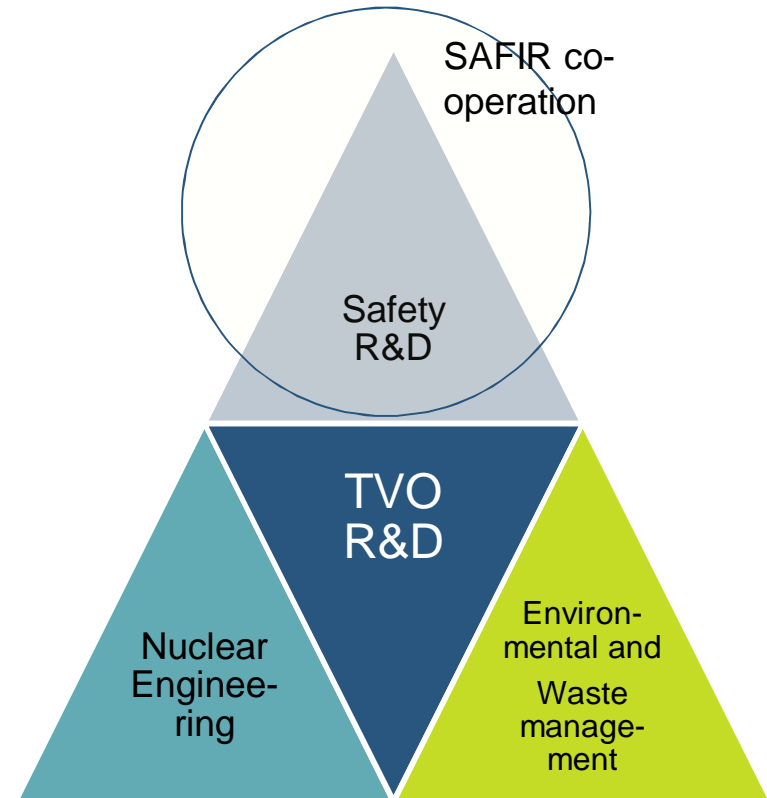 SAFIR co-
operation
Safety
R&D
TVO
R&D
Nuclear
Enginee-
ring
Environ-
mental and
Waste
manage-
ment